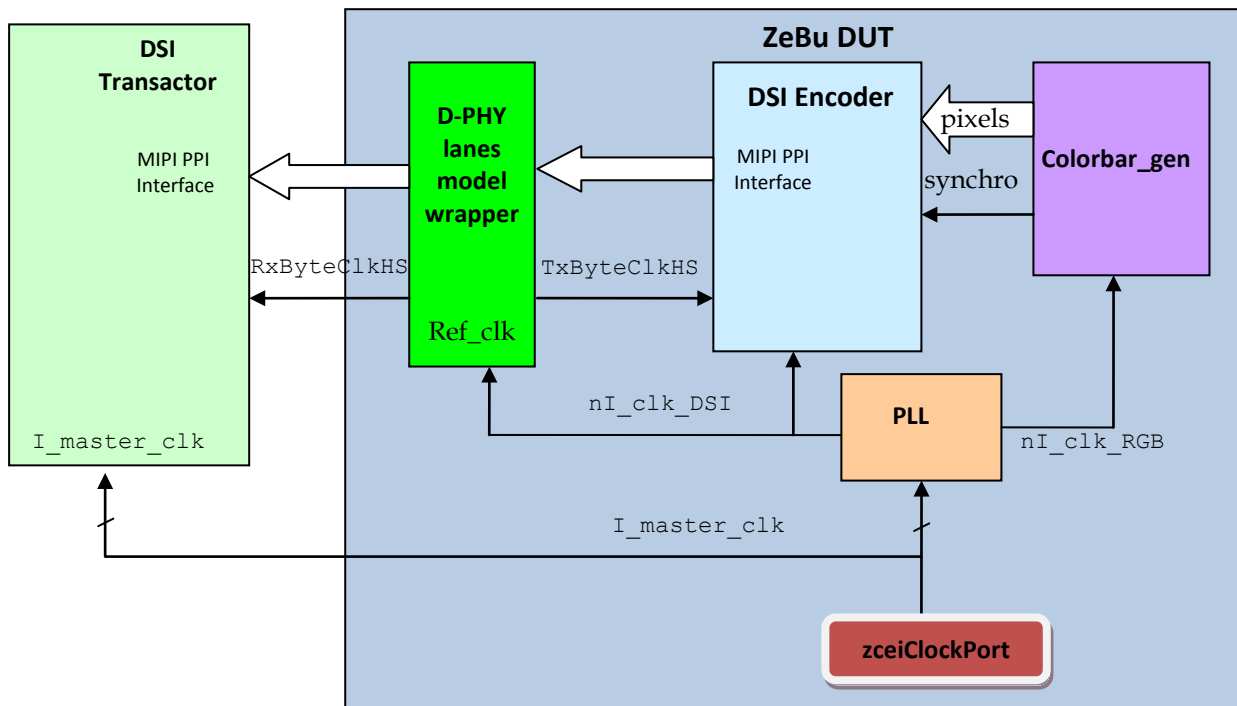 ZeBu DUT
DSI
Transactor
MIPI PPI
Interface
I_master_clk
D-PHY
lanes
model
wrapper
Ref_clk
RxByteClkHS
TxByteClkHS
DSI Encoder
MIPI PPI
Interface
pixels
synchro
Colorbar_gen
nI_clk_DSI
PLL
nI_clk_RGB
I_master_clk
zceiClockPort